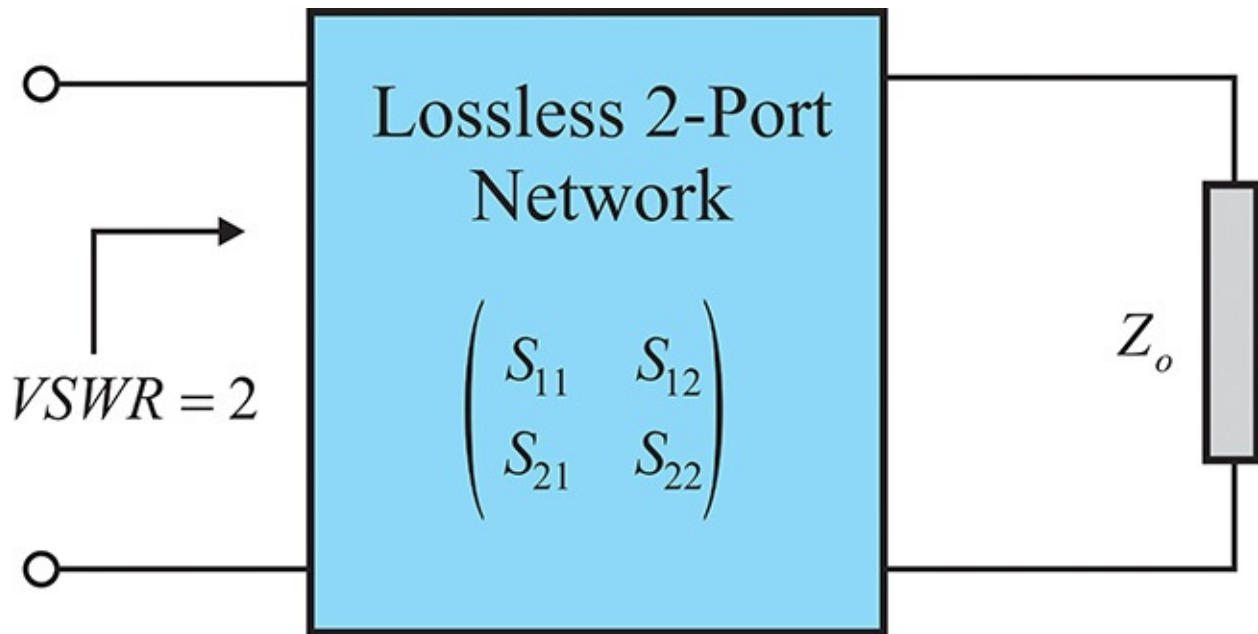 Lossless 2-Port
Network
S₁₁ S₁₂
S₂₁ S₂₂
VSWR = 2
Zₒ